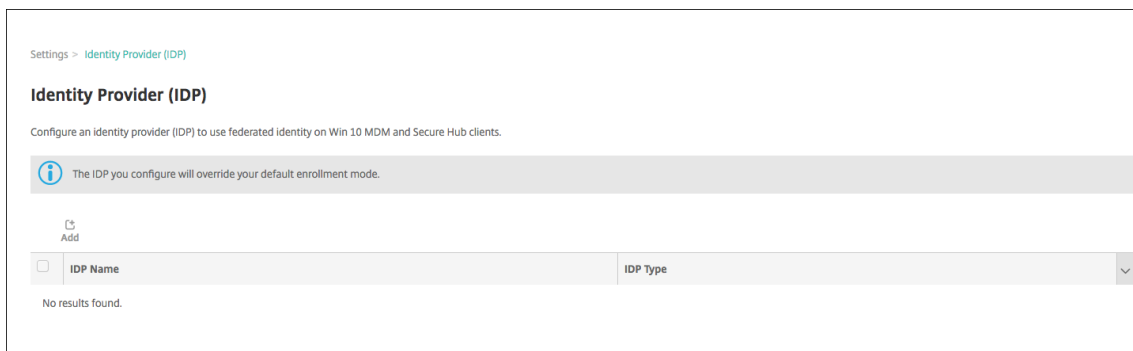 Settings > Identity Provider (IDP)
Identity Provider (IDP)
Configure an identity provider (IDP) to use federated identity on Win 10 MDM and Secure Hub clients.
The IDP you configure will override your default enrollment mode.
Add
IDP Name IDP Type
No results found.